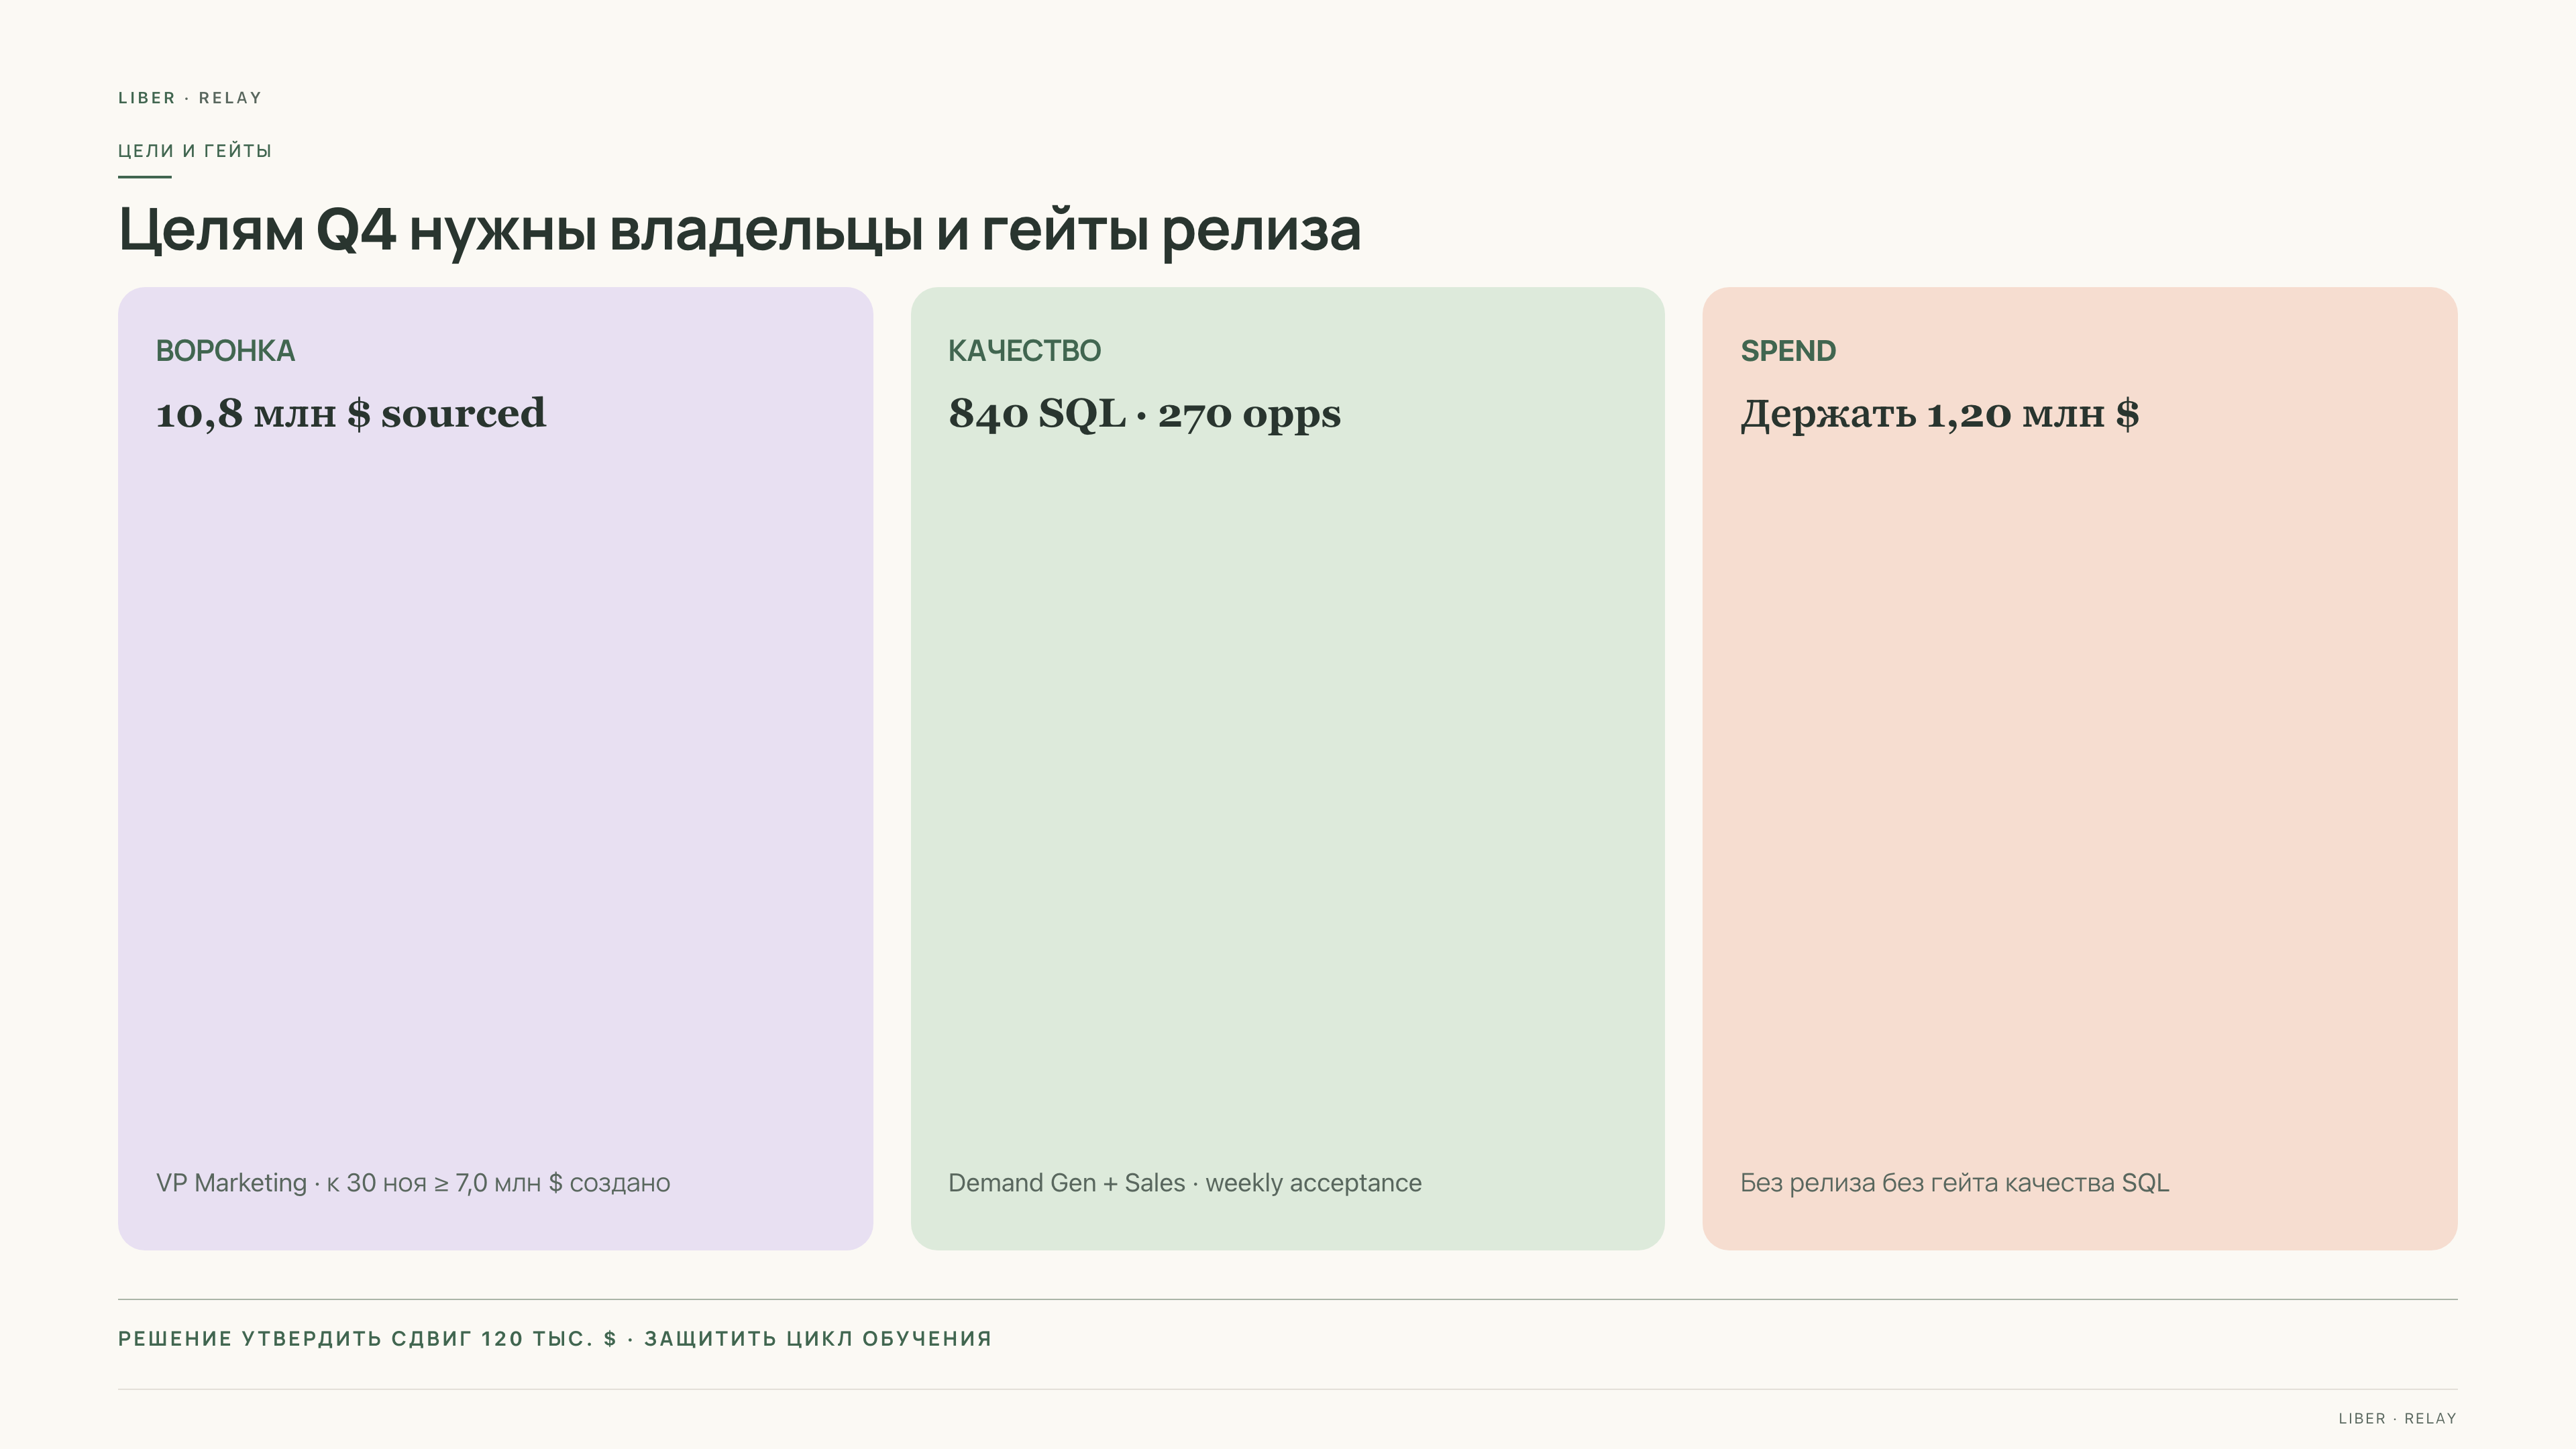 LIBER · RELAY
ЦЕЛИ И ГЕЙТЫ
Целям Q4 нужны владельцы и гейты релиза
ВОРОНКА
10,8 млн $ sourced
VP Marketing · к 30 ноя ≥ 7,0 млн $ создано
КАЧЕСТВО
840 SQL · 270 opps
Demand Gen + Sales · weekly acceptance
SPEND
Держать 1,20 млн $
Без релиза без гейта качества SQL
РЕШЕНИЕ УТВЕРДИТЬ СДВИГ 120 ТЫС. $ · ЗАЩИТИТЬ ЦИКЛ ОБУЧЕНИЯ
LIBER · RELAY